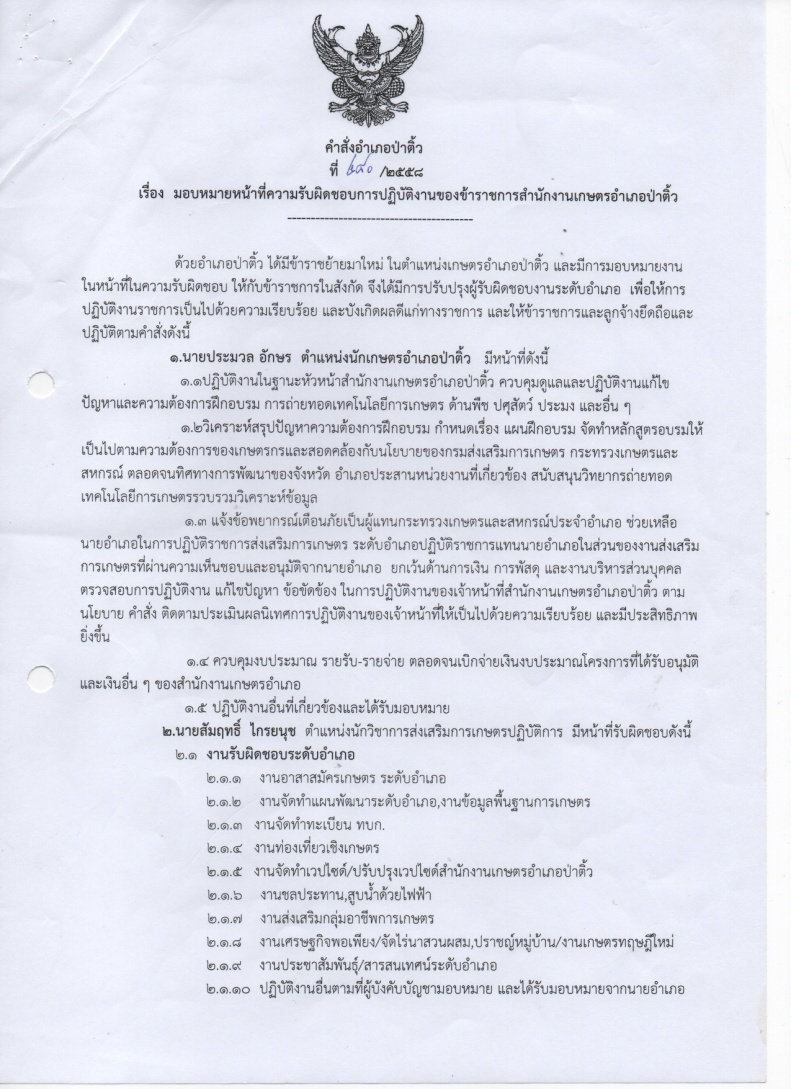 คำสั่งอำเภอป่าติ้ว
ที่ /๒๕๕๘
เรื่อง มอบหมายหน้าที่ความรับผิดชอบการปฏิบัติงานของข้าราชการสำนักงานเกษตรอำเภอป่าติ้ว
----------------------------------------
ด้วยอำเภอป่าติ้ว ได้มีข้าราชย้ายมาใหม่ ในตำแหน่งเกษตรอำเภอป่าติ้ว และมีการมอบหมายงาน
ในหน้าที่ในความรับผิดชอบ ให้กับข้าราชการในสังกัด จึงได้มีการปรับปรุงผู้รับผิดชอบงานระดับอำเภอ เพื่อให้การ
ปฏิบัติงานราชการเป็นไปด้วยความเรียบร้อย และบังเกิดผลดีแก่ทางราชการ และให้ข้าราชการและลูกจ้างยึดถือและ
ปฏิบัติตามคำสั่งดังนี้
๑.นายประมวล อักษร ตำแหน่งนักเกษตรอำเภอป่าติ้ว มีหน้าที่ดังนี้
๑.๑ปฏิบัติงานในฐานะหัวหน้าสำนักงานเกษตรอำเภอป่าติ้ว ควบคุมดูแลและปฏิบัติงานแก้ไข
ปัญหาและความต้องการฝึกอบรม การถ่ายทอดเทคโนโลยีการเกษตร ด้านพืช ปศุสัตว์ ประมง และอื่น ๆ
๑.๒วิเคราะห์สรุปปัญหาความต้องการฝึกอบรม กำหนดเรื่อง แผนฝึกอบรม จัดทำหลักสูตรอบรมให้
เป็นไปตามความต้องการของเกษตรกรและสอดคล้องกับนโยบายของกรมส่งเสริมการเกษตร กระทรวงเกษตรและ
สหกรณ์ ตลอดจนทิศทางการพัฒนาของจังหวัด อำเภอประสานหน่วยงานที่เกี่ยวข้อง สนับสนุนวิทยากรถ่ายทอด
เทคโนโลยีการเกษตรรวบรวมวิเคราะห์ข้อมูล
๑.๓ แจ้งข้อพยากรณ์เตือนภัยเป็นผู้แทนกระทรวงเกษตรและสหกรณ์ประจำอำเภอ ช่วยเหลือ
นายอำเภอในการปฏิบัติราชการส่งเสริมการเกษตร ระดับอำเภอปฏิบัติราชการแทนนายอำเภอในส่วนของงานส่งเสริม
การเกษตรที่ผ่านความเห็นชอบและอนุมัติจากนายอำเภอ ยกเว้นด้านการเงิน การพัสดุ และงานบริหารส่วนบุคคล
ตรวจสอบการปฏิบัติงาน แก้ไขปัญหา ข้อขัดข้อง ในการปฏิบัติงานของเจ้าหน้าที่สำนักงานเกษตรอำเภอป่าติ้ว ตาม
นโยบาย คำสั่ง ติดตามประเมินผลนิเทศการปฏิบัติงานของเจ้าหน้าที่ให้เป็นไปด้วยความเรียบร้อย และมีประสิทธิภาพ
ยิ่งขึ้น
๑.๔ ควบคุมงบประมาณ รายรับ-รายจ่าย ตลอดจนเบิกจ่ายเงินงบประมาณโครงการที่ได้รับอนุมัติ
และเงินอื่น ๆ ของสำนักงานเกษตรอำเภอ
๑.๕ ปฏิบัติงานอื่นที่เกี่ยวข้องและได้รับมอบหมาย
๒.นายสัมฤทธิ์ ไกรยนุช ตำแหน่งนักวิชาการส่งเสริมการเกษตรปฏิบัติการ มีหน้าที่รับผิดชอบดังนี้
๒.๑ งานรับผิดชอบระดับอำเภอ
๒.๑.๑ งานอาสาสมัครเกษตร ระดับอำเภอ
๒.๑.๒ งานจัดทำแผนพัฒนาระดับอำเภอ,งานข้อมูลพื้นฐานการเกษตร
๒.๑.๓ งานจัดทำทะเบียน ทบก.
๒.๑.๔ งานท่องเที่ยวเชิงเกษตร
๒.๑.๕ งานจัดทำเวปไซด์/ปรับปรุงเวปไซด์สำนักงานเกษตรอำเภอป่าติ้ว
๒.๑.๖ งานชลประทาน,สูบน้ำด้วยไฟฟ้า
๒.๑.๗ งานส่งเสริมกลุ่มอาชีพการเกษตร
๒.๑.๘ งานเศรษฐกิจพอเพียง/จัดไร่นาสวนผสม,ปราชญ์หมู่บ้าน/งานเกษตรทฤษฎีใหม่
๒.๑.๙ งานประชาสัมพันธุ์/สารสนเทศน์ระดับอำเภอ
๒.๑.๑๐ ปฏิบัติงานอื่นตามที่ผู้บังคับบัญชามอบหมาย และได้รับมอบหมายจากนายอำเภอ